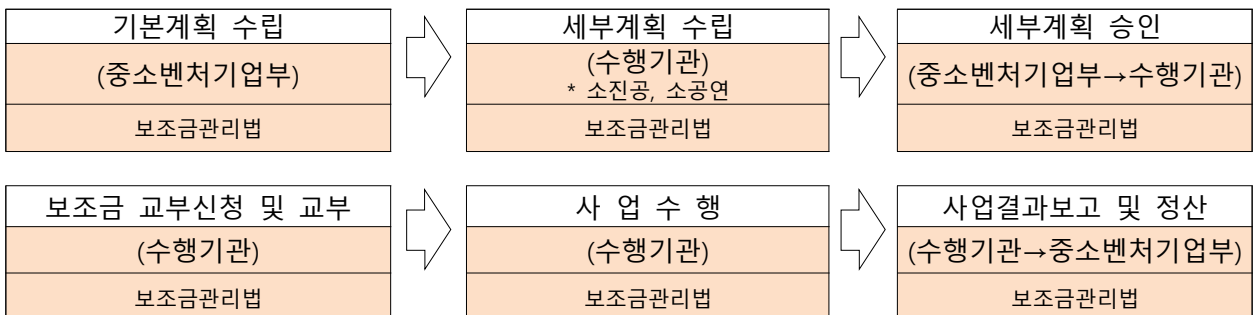 기본계획 수립
(중소벤처기업부)
보조금관리법
세부계획 수립
(수행기관)
* 소진공, 소공연
보조금관리법
세부계획 승인
(중소벤처기업부→수행기관)
보조금관리법
보조금 교부신청 및 교부
(수행기관)
보조금관리법
사 업 수 행
(수행기관)
보조금관리법
사업결과보고 및 정산
(수행기관→중소벤처기업부)
보조금관리법